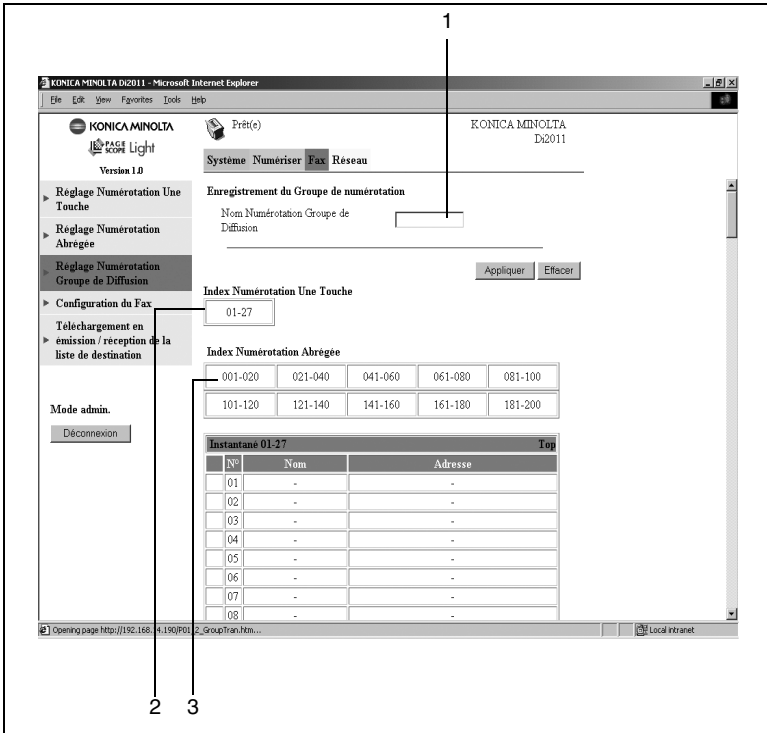 1
KONICA MINOLTA Di2011 - Microsoft Internet Explorer
File Edit View Favorites Tools Help
KONICA MINOLTA
PAGE SCOPE Light
Version 1.0
Prêt(e)
KONICA MINOLTA
Di2011
Système Numériser Fax Réseau
Réglage Numérotation Une
Touche
Réglage Numérotation
Abrégée
Réglage Numérotation
Groupe de Diffusion
Configuration du Fax
Téléchargement en
émission / réception de la
liste de destination
Mode admin.
Déconnexion
Enregistrement du Groupe de numérotation
Nom Numérotation Groupe de
Diffusion
Appliquer Effacer
Index Numérotation Une Touche
01-27
Index Numérotation Abrégée
001-020 021-040 041-060 061-080 081-100
101-120 121-140 141-160 161-180 181-200
Instantané 01-27 Top
Nº Nom Adresse
01 - -
02 - -
03 - -
04 - -
05 - -
06 - -
07 - -
08 - -
Local intranet
2 3